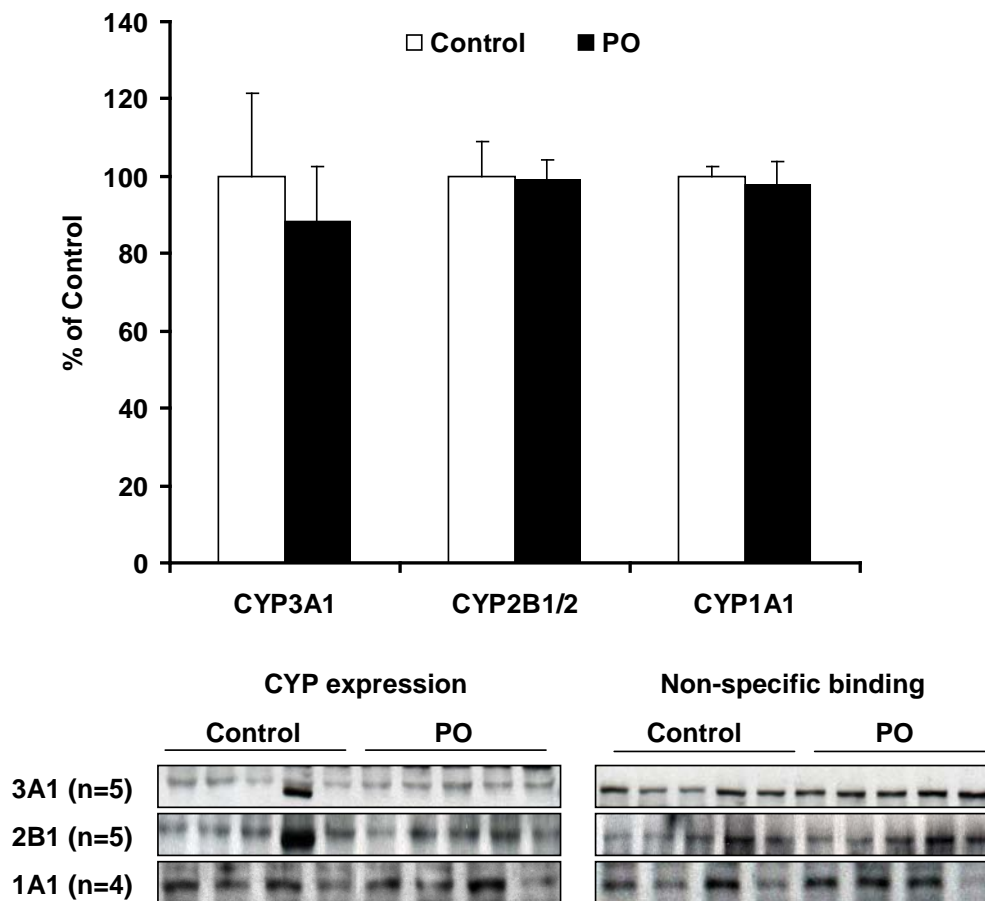 140
Control PO
120
100
80
60
40
20
0
% of Control
CYP3A1 CYP2B1/2 CYP1A1
CYP expression Non-specific binding
Control PO Control PO
3A1 (n=5)
2B1 (n=5)
1A1 (n=4)